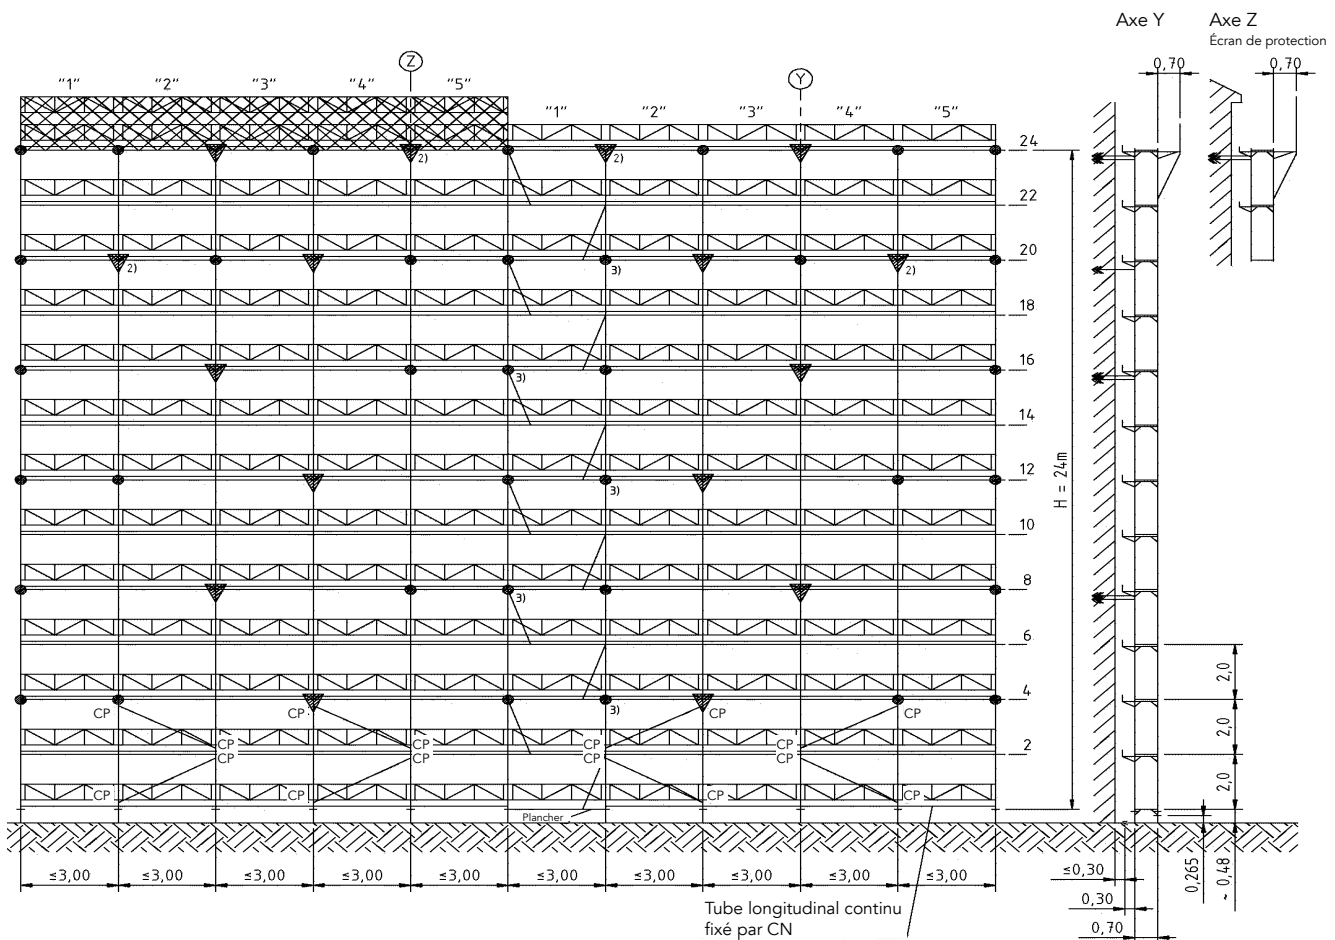 Axe Y
Axe Z
Écran de protection
0,70
0,70
Z
Y
"1"
"2"
"3"
"4"
"5"
"1"
"2"
"3"
"4"
"5"
24
2)
2)
2)
22
20
2)
3)
2)
18
16
3)
14
12
3)
10
8
3)
6
4
3)
CP
CP
CP
CP
2
CP
CP
CP
CP
CP
CP
CP
CP
CP
CP
CP
CP
Plancher
H = 24m
2,0
2,0
2,0
≤3,00
≤3,00
≤3,00
≤3,00
≤3,00
≤3,00
≤3,00
≤3,00
≤3,00
≤3,00
≤0,30
0,30
0,70
0,265
~ 0,48
Tube longitudinal continu
fixé par CN